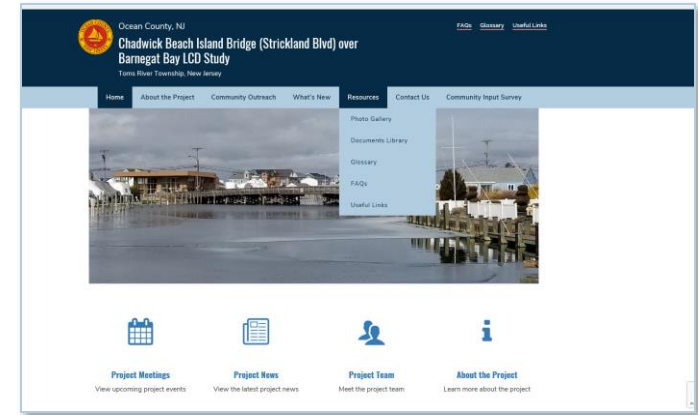 Ocean County, NJ
FAQs Glossary Useful Links
Chadwick Beach Island Bridge (Strickland Blvd) over
Barnegat Bay LCD Study
Toms River Township, New Jersey
Home About the Project Community Outreach What's New Resources Contact Us Community Input Survey
Photo Gallery
Documents Library
Glossary
FAQs
Useful Links
Project Meetings Project News Project Team About the Project
View upcoming project events View the latest project news Meet the project team Learn more about the project